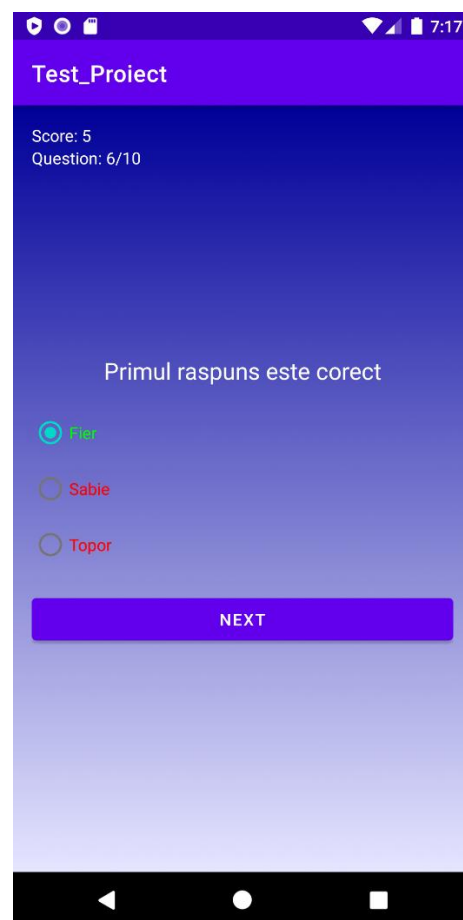 7:17
Test_Proiect
Score: 5
Question: 6/10
Primul raspuns este corect
Fier
Sabie
Topor
NEXT